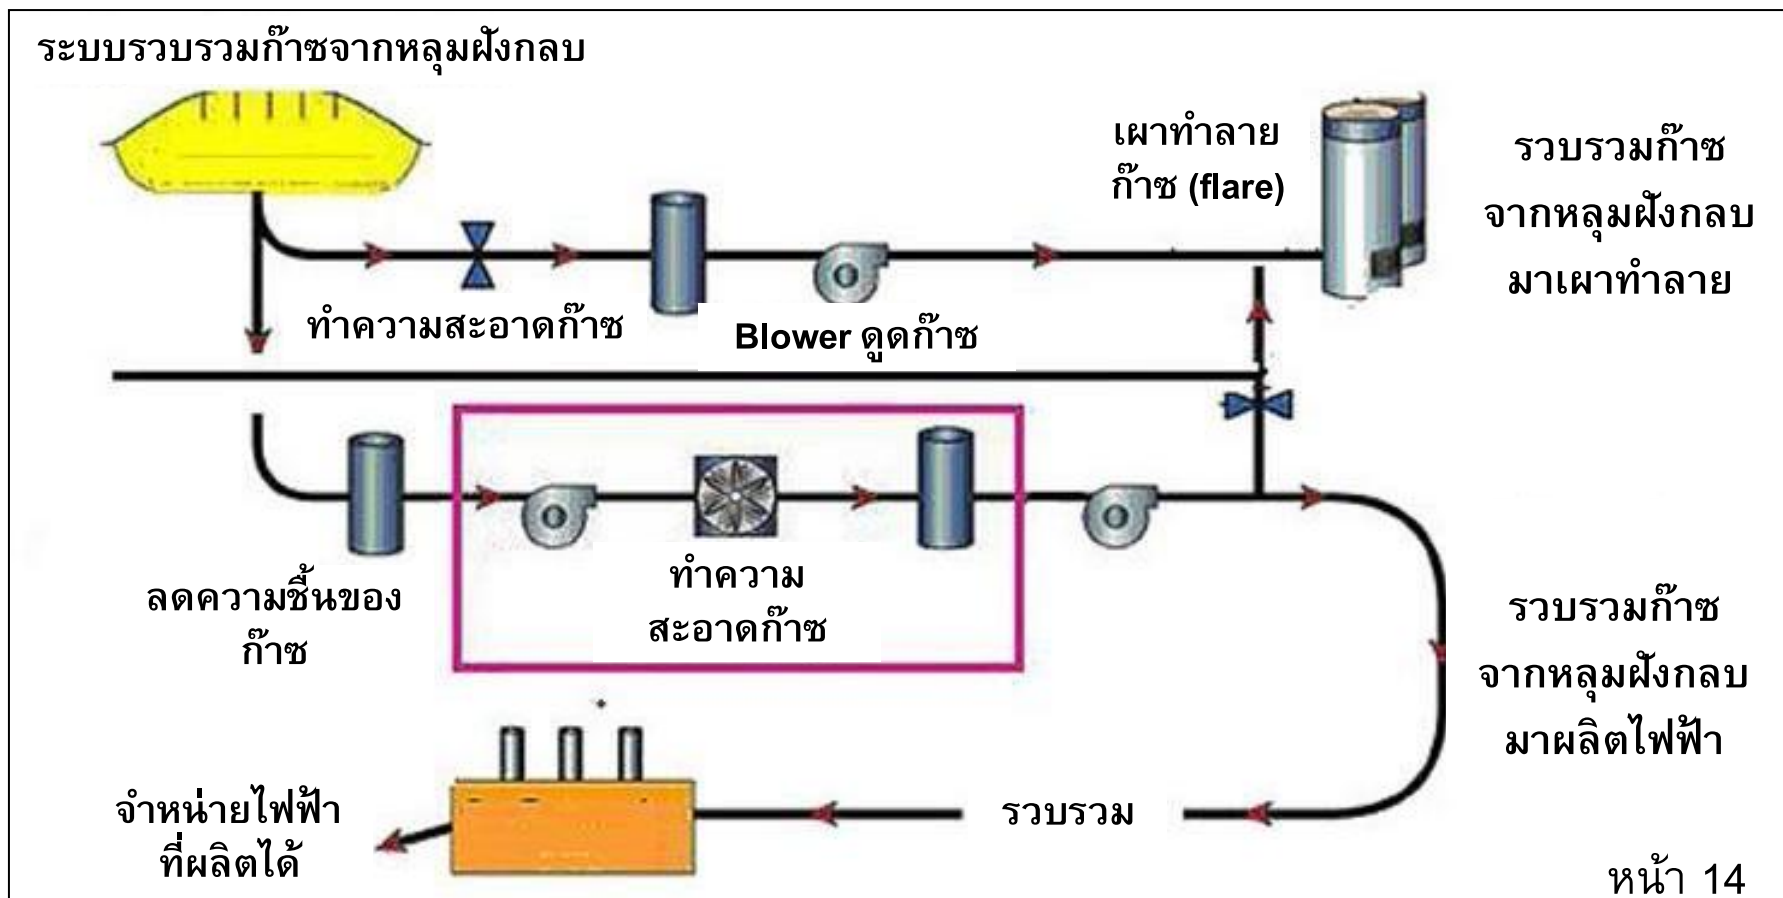 ระบบรวบรวมก๊าซจากหลุมฝังกลบ
เผาทำลาย
ก๊าซ (flare)
รวบรวมก๊าซ
จากหลุมฝังกลบ
มาเผาทำลาย
ทำความสะอาดก๊าซ
Blower ดูดก๊าซ
ลดความชื้นของ
ก๊าซ
ทำความ
สะอาดก๊าซ
รวบรวมก๊าซ
จากหลุมฝังกลบ
มาผลิตไฟฟ้า
จำหน่ายไฟฟ้า
ที่ผลิตได้
รวบรวม
หน้า 14